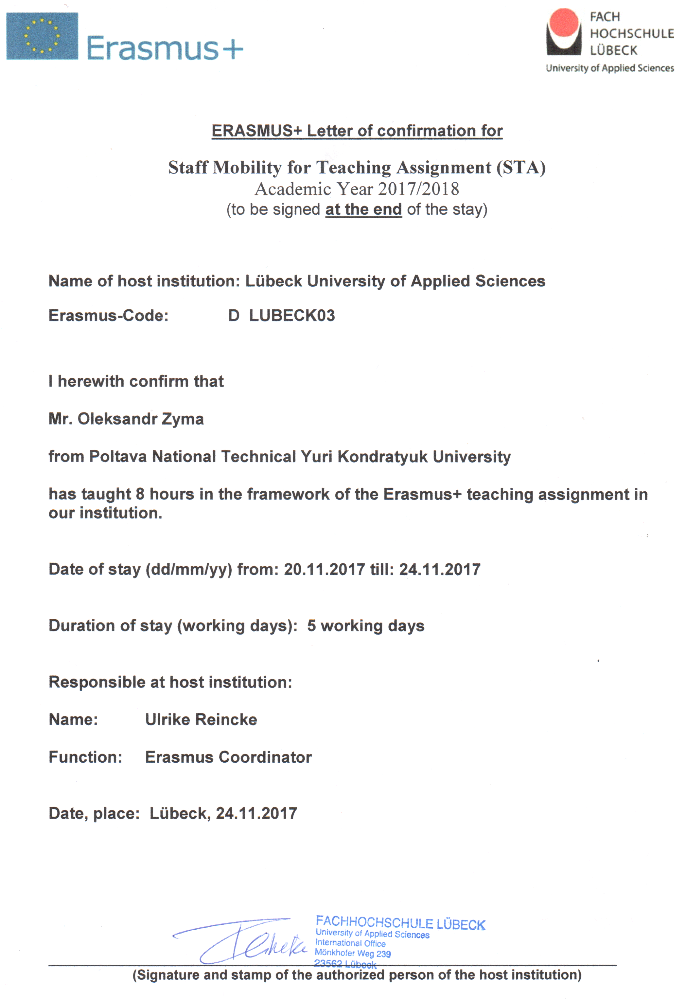 Erasmus+
FACH
HOCHSCHULE
LÜBECK
University of Applied Sciences
ERASMUS+ Letter of confirmation for
Staff Mobility for Teaching Assignment (STA)
Academic Year 2017/2018
(to be signed at the end of the stay)
Name of host institution: Lübeck University of Applied Sciences
Erasmus-Code: D LUBECK03
I herewith confirm that
Mr. Oleksandr Zyma
from Poltava National Technical Yuri Kondratyuk University
has taught 8 hours in the framework of the Erasmus+ teaching assignment in
our institution.
Date of stay (dd/mm/yy) from: 20.11.2017 till: 24.11.2017
Duration of stay (working days): 5 working days
Responsible at host institution:
Name: Ulrike Reincke
Function: Erasmus Coordinator
Date, place: Lübeck, 24.11.2017
FACHHOCHSCHULE LÜBECK
University of Applied Sciences
International Office
Mönkhofer Weg 239
23562 Lübeck
(Signature and stamp of the authorized person of the host institution)